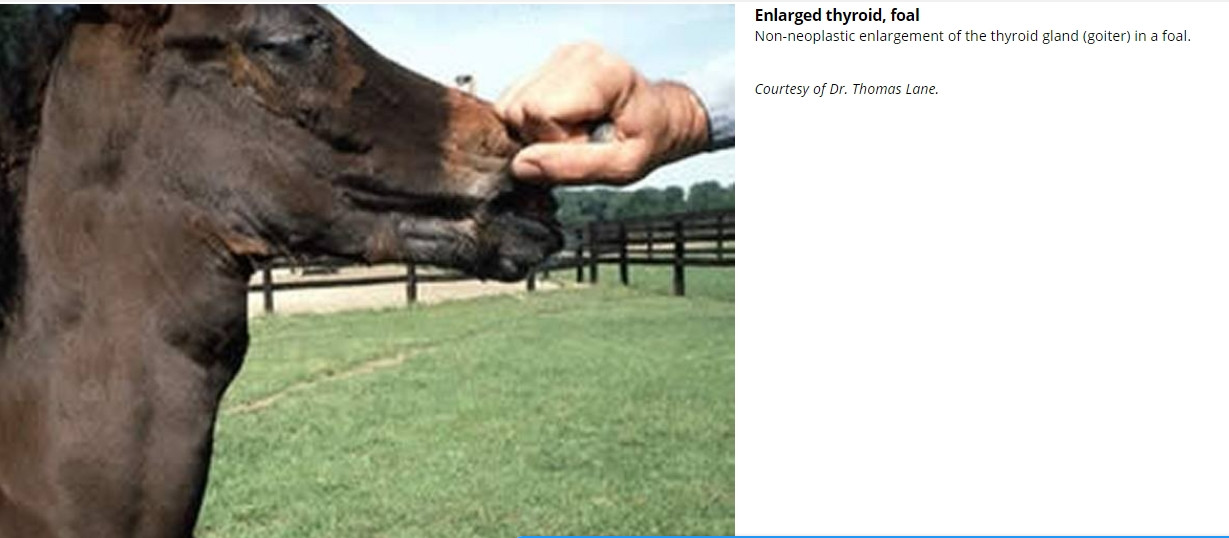 Enlarged thyroid, foal
Non-neoplastic enlargement of the thyroid gland (goiter) in a foal.
Courtesy of Dr. Thomas Lane.